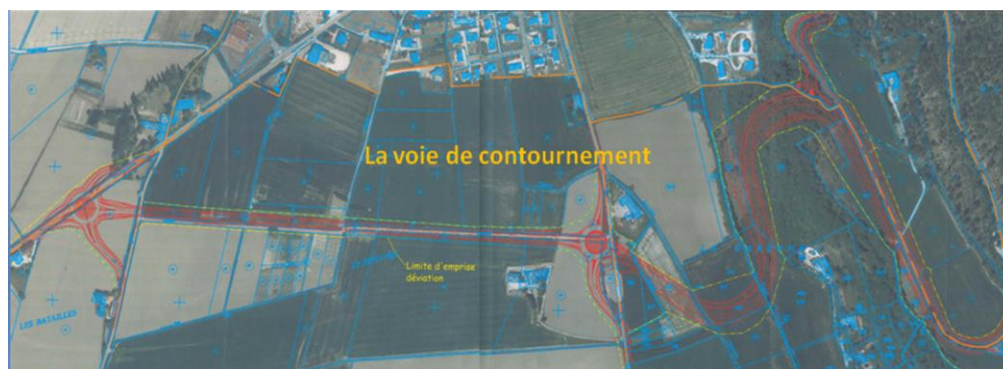 La voie de contournement
Limite d'emprise
déviation
LES BATAILLES